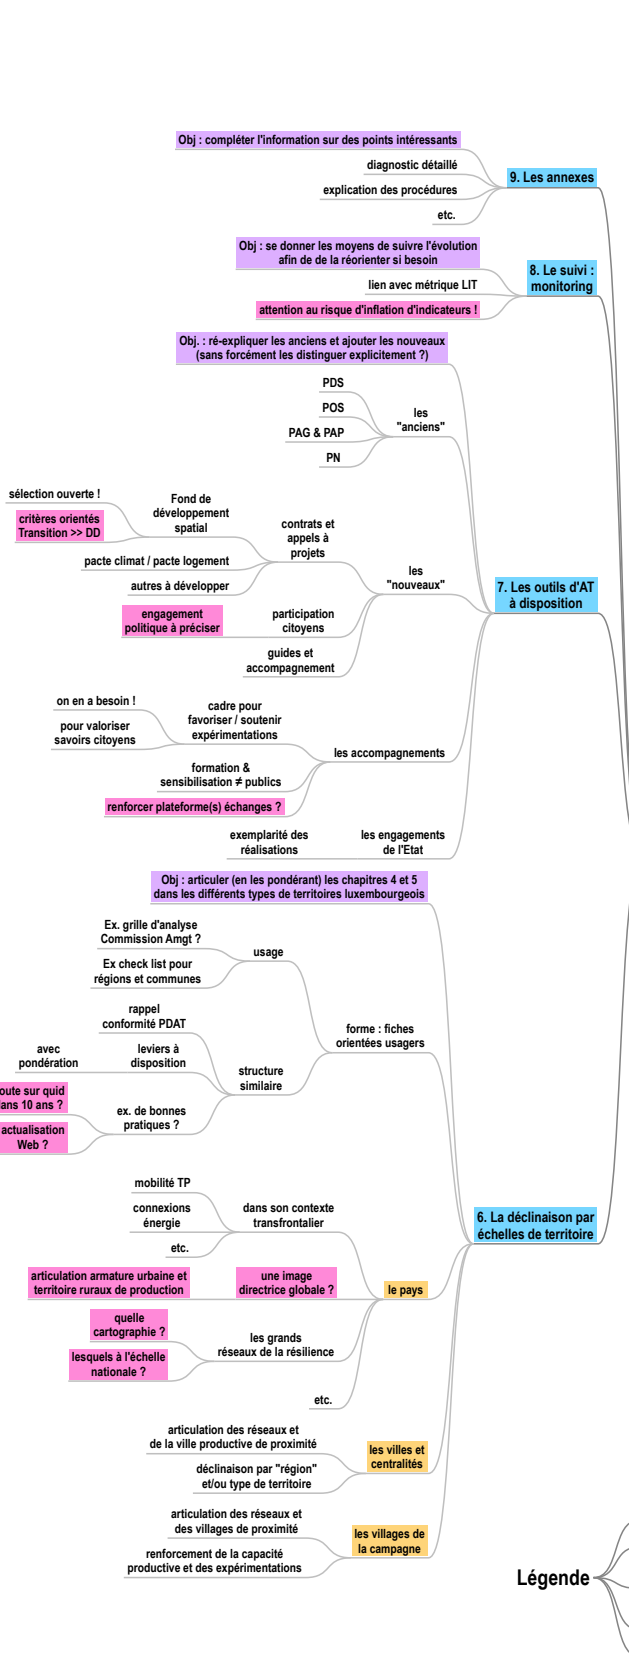 Obj : compléter l'information sur des points intéressants
diagnostic détaillé
explication des procédures
etc.
9. Les annexes
Obj : se donner les moyens de suivre l'évolution
afin de de la réorienter si besoin
lien avec métrique LIT
attention au risque d'inflation d'indicateurs !
8. Le suivi :
monitoring
Obj. : ré-expliquer les anciens et ajouter les nouveaux
(sans forcément les distinguer explicitement ?)
PDS
POS
PAG & PAP
PN
les
"anciens"
sélection ouverte !
critères orientés
Transition >> DD
Fond de
développement
spatial
pacte climat / pacte logement
autres à développer
contrats et
appels à
projets
engagement
politique à préciser
participation
citoyens
guides et
accompagnement
les
"nouveaux"
7. Les outils d'AT
à disposition
on en a besoin !
pour valoriser
savoirs citoyens
cadre pour
favoriser / soutenir
expérimentations
formation &
sensibilisation ≠ publics
renforcer plateforme(s) échanges ?
les accompagnements
exemplarité des
réalisations
les engagements
de l'Etat
Obj : articuler (en les pondérant) les chapitres 4 et 5
dans les différents types de territoires luxembourgeois
Ex. grille d'analyse
Commission Amgt ?
Ex check list pour
régions et communes
usage
rappel
conformité PDAT
avec
pondération
leviers à
disposition
oute sur quid
ans 10 ans ?
actualisation
Web ?
ex. de bonnes
pratiques ?
structure
similaire
forme : fiches
orientées usagers
mobilité TP
connexions
énergie
etc.
dans son contexte
transfrontalier
articulation armature urbaine et
territoire ruraux de production
une image
directrice globale ?
quelle
cartographie ?
lesquels à l'échelle
nationale ?
les grands
réseaux de la résilience
etc.
le pays
6. La déclinaison par
échelles de territoire
articulation des réseaux et
de la ville productive de proximité
déclinaison par "région"
et/ou type de territoire
les villes et
centralités
articulation des réseaux et
des villages de proximité
renforcement de la capacité
productive et des expérimentations
les villages de
la campagne
Légende